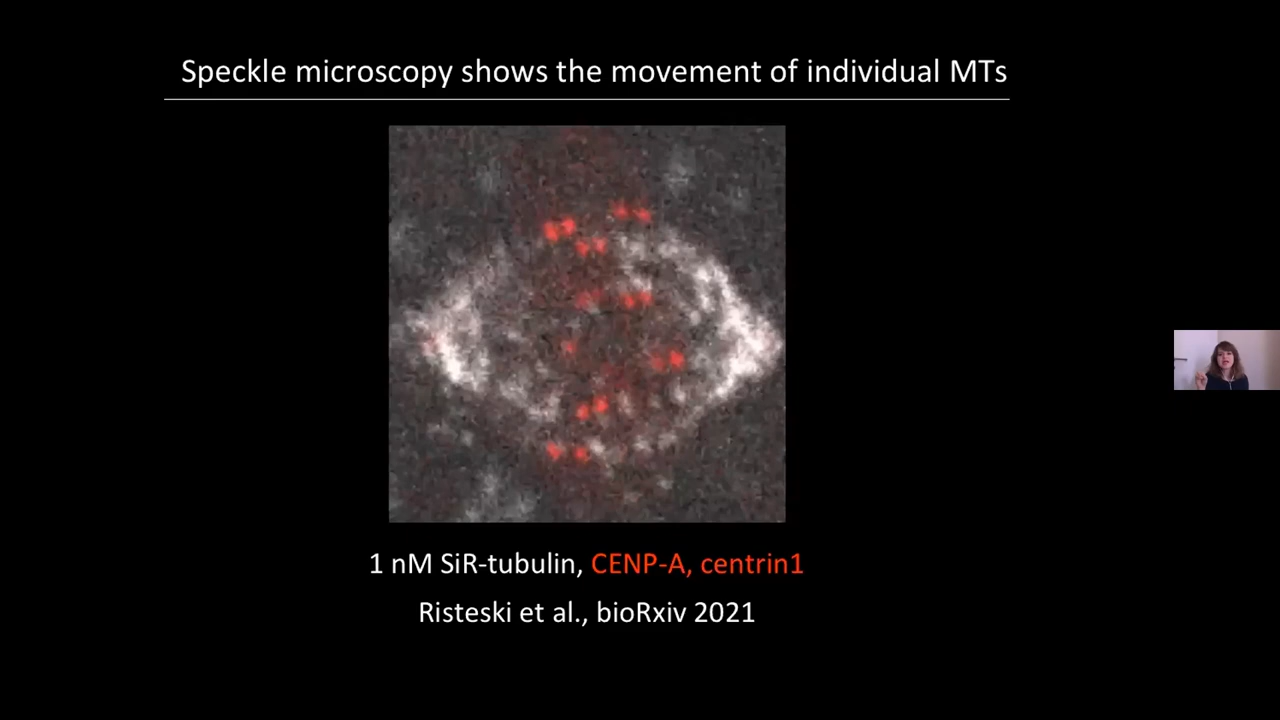 Speckle microscopy shows the movement of individual MTs
1 nM SiR-tubulin, CENP-A, centrin1
Risteski et al., bioRxiv 2021